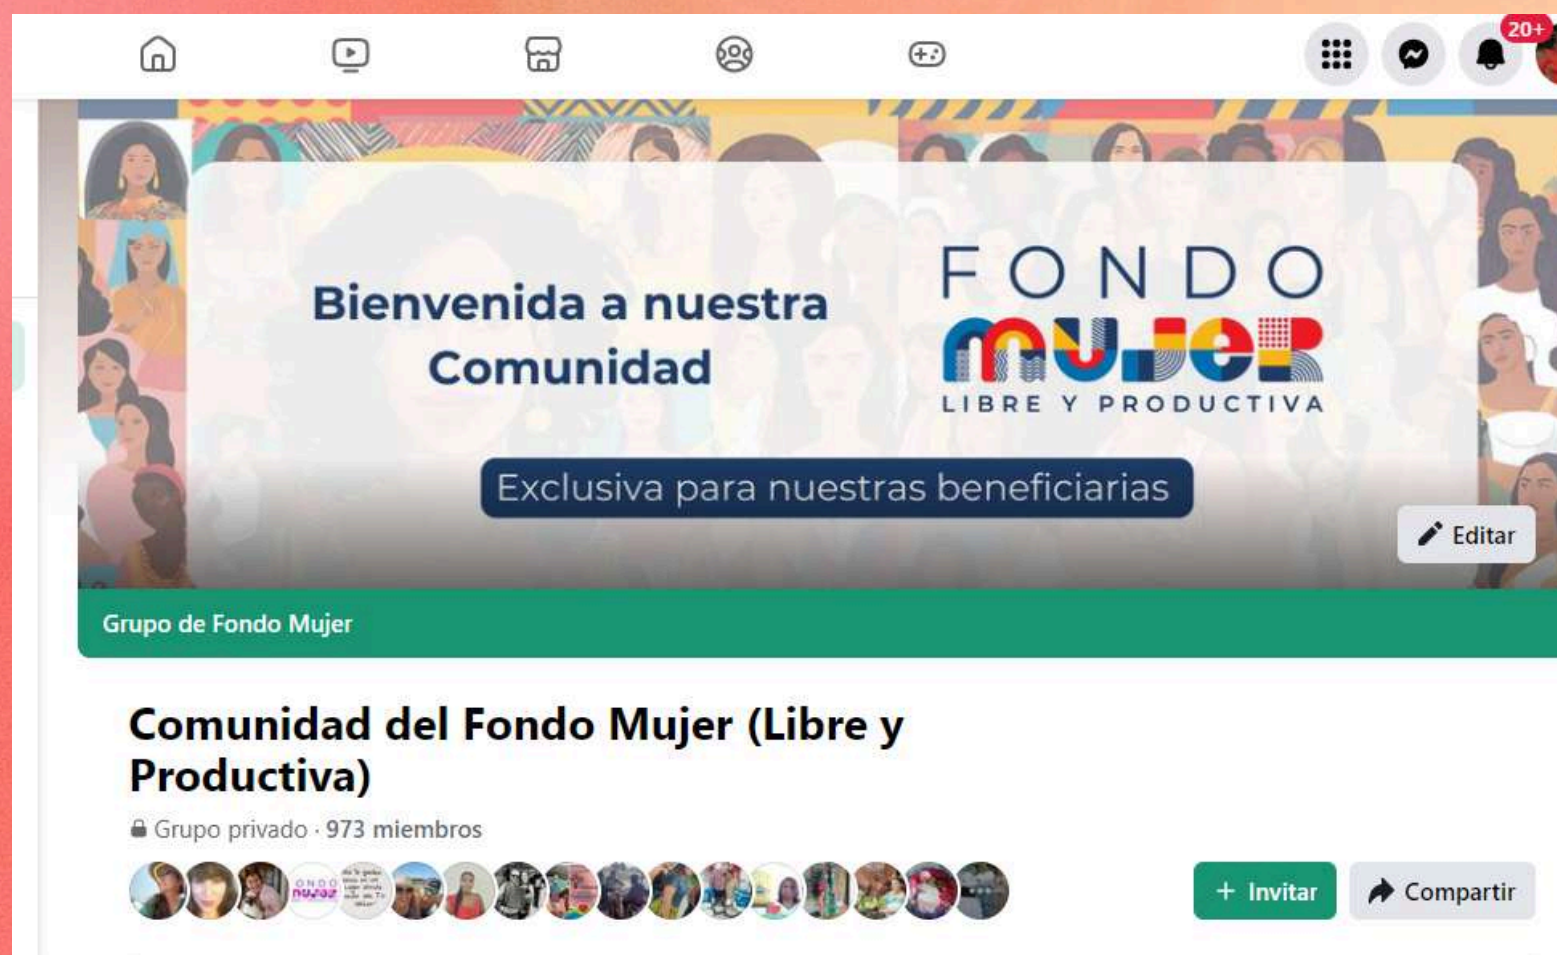 20+
Bienvenida a nuestra
Comunidad
FONDO
MUJER
LIBRE Y PRODUCTIVA
Exclusiva para nuestras beneficiarias
Editar
Grupo de Fondo Mujer
Comunidad del Fondo Mujer (Libre y
Productiva)
Grupo privado · 973 miembros
+ Invitar
Compartir